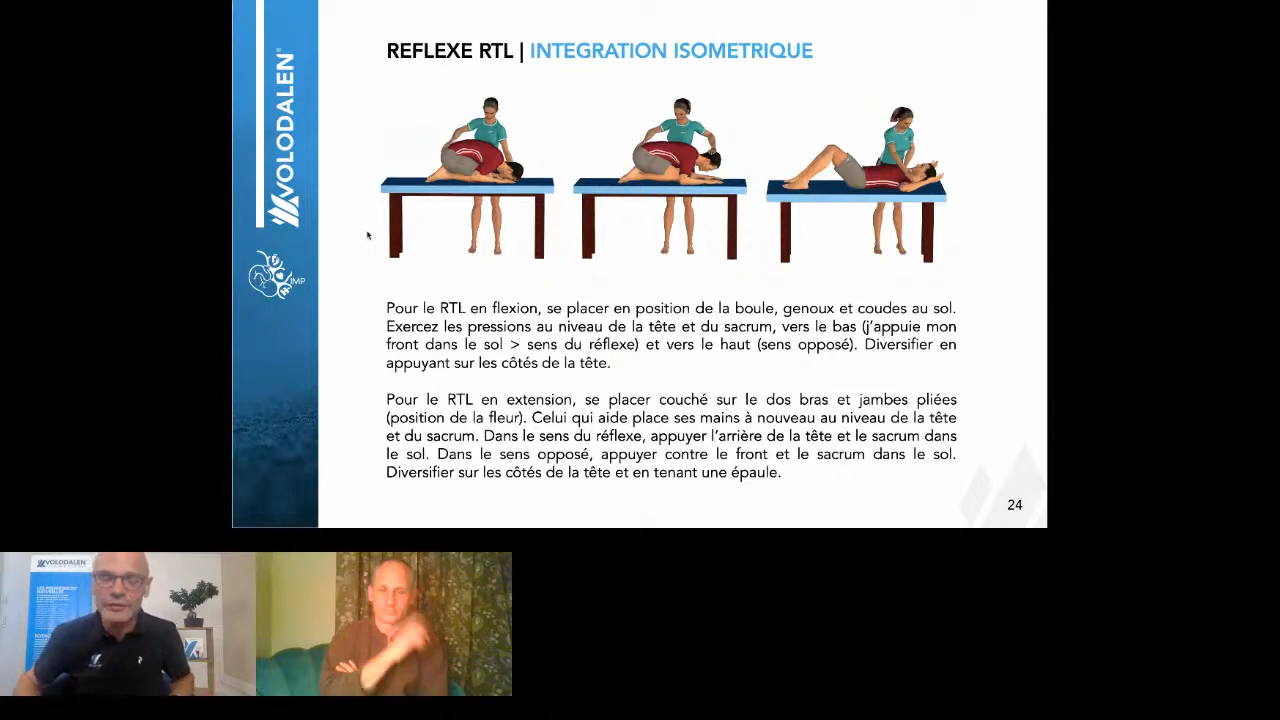 REFLEXE RTL | INTEGRATION ISOMETRIQUE
VOLODALEN
IMP
Pour le RTL en flexion, se placer en position de la boule, genoux et coudes au sol.
Exercez les pressions au niveau de la tête et du sacrum, vers le bas (j'appuie mon
front dans le sol > sens du réflexe) et vers le haut (sens opposé). Diversifier en
appuyant sur les côtés de la tête.
Pour le RTL en extension, se placer couché sur le dos bras et jambes pliées
(position de la fleur). Celui qui aide place ses mains à nouveau au niveau de la tête
et du sacrum. Dans le sens du réflexe, appuyer l'arrière de la tête et le sacrum dans
le sol. Dans le sens opposé, appuyer contre le front et le sacrum dans le sol.
Diversifier sur les côtés de la tête et en tenant une épaule.
24
VOLODALEN
LES PREFERENCES
NATURELLES